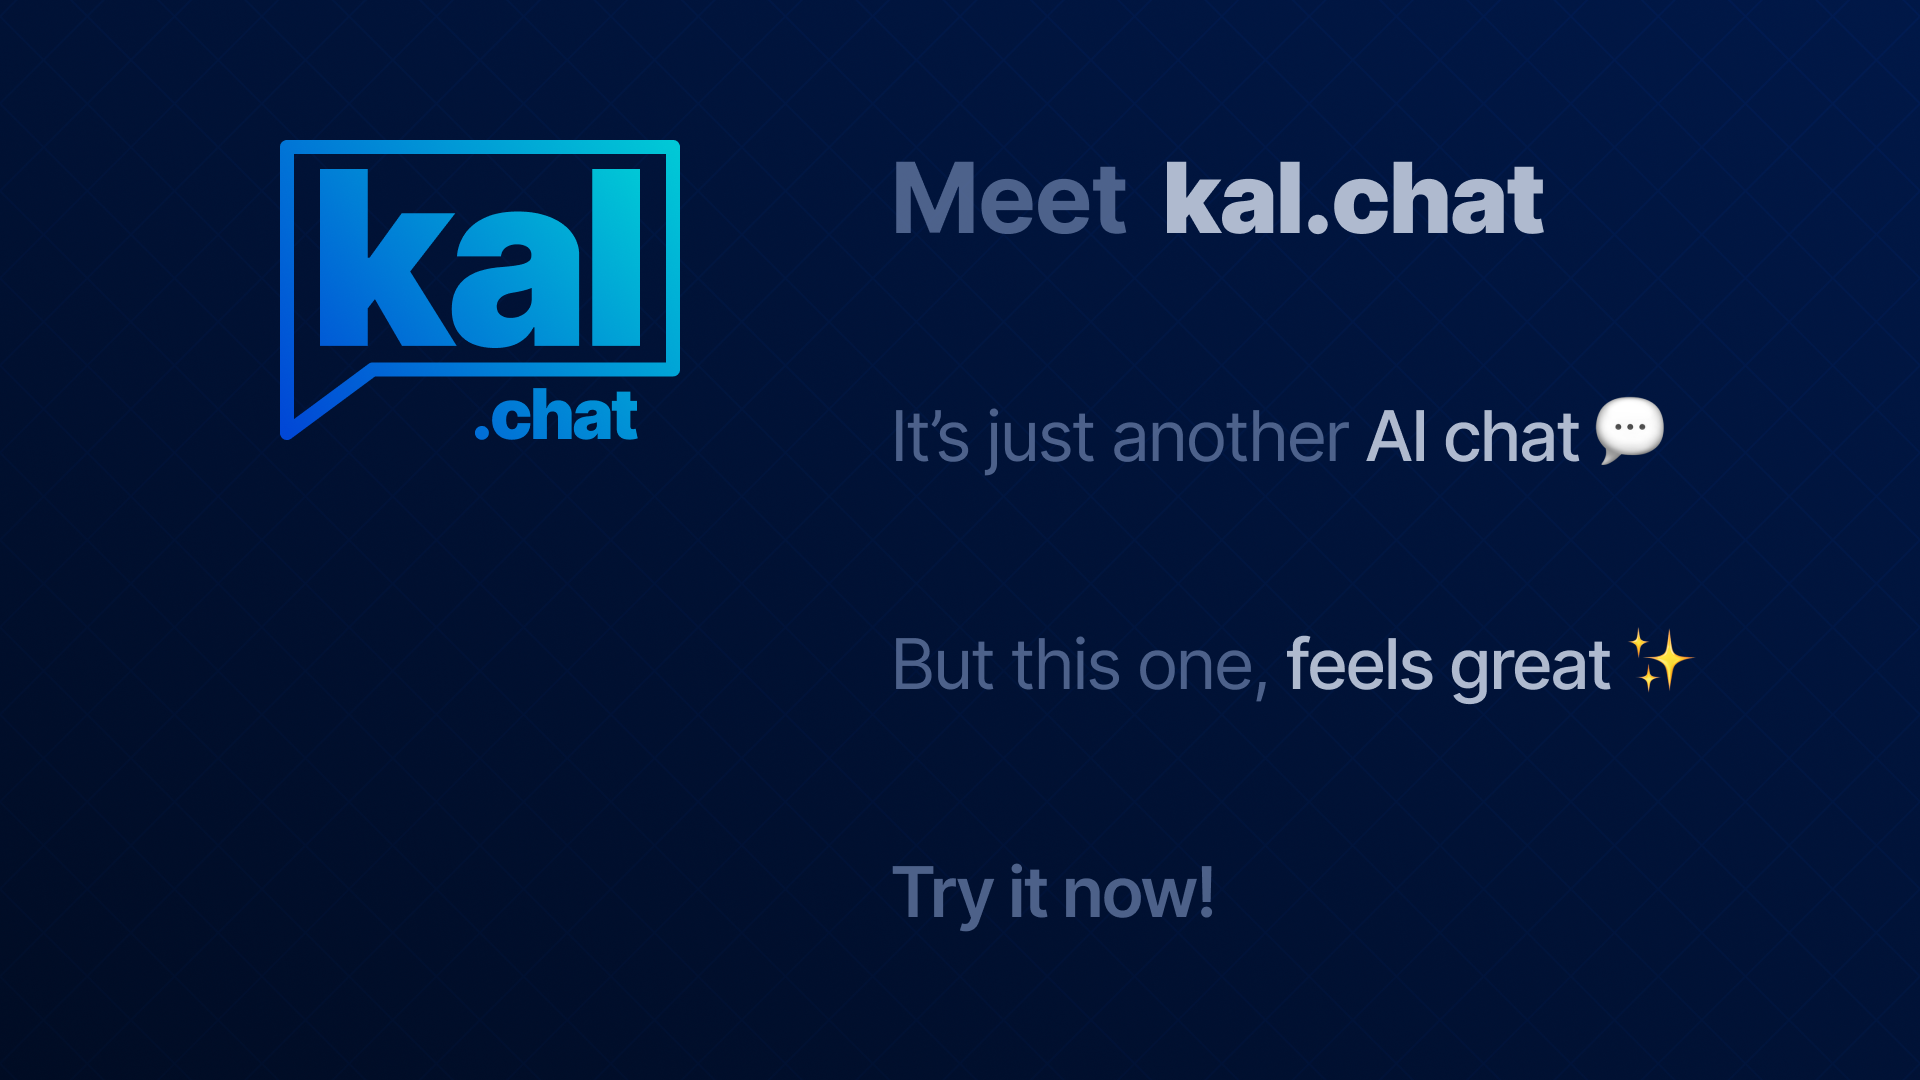 kal
.chat
Meet kal.chat
It’s just another AI chat 💬
But this one, feels great ✨
Try it now!